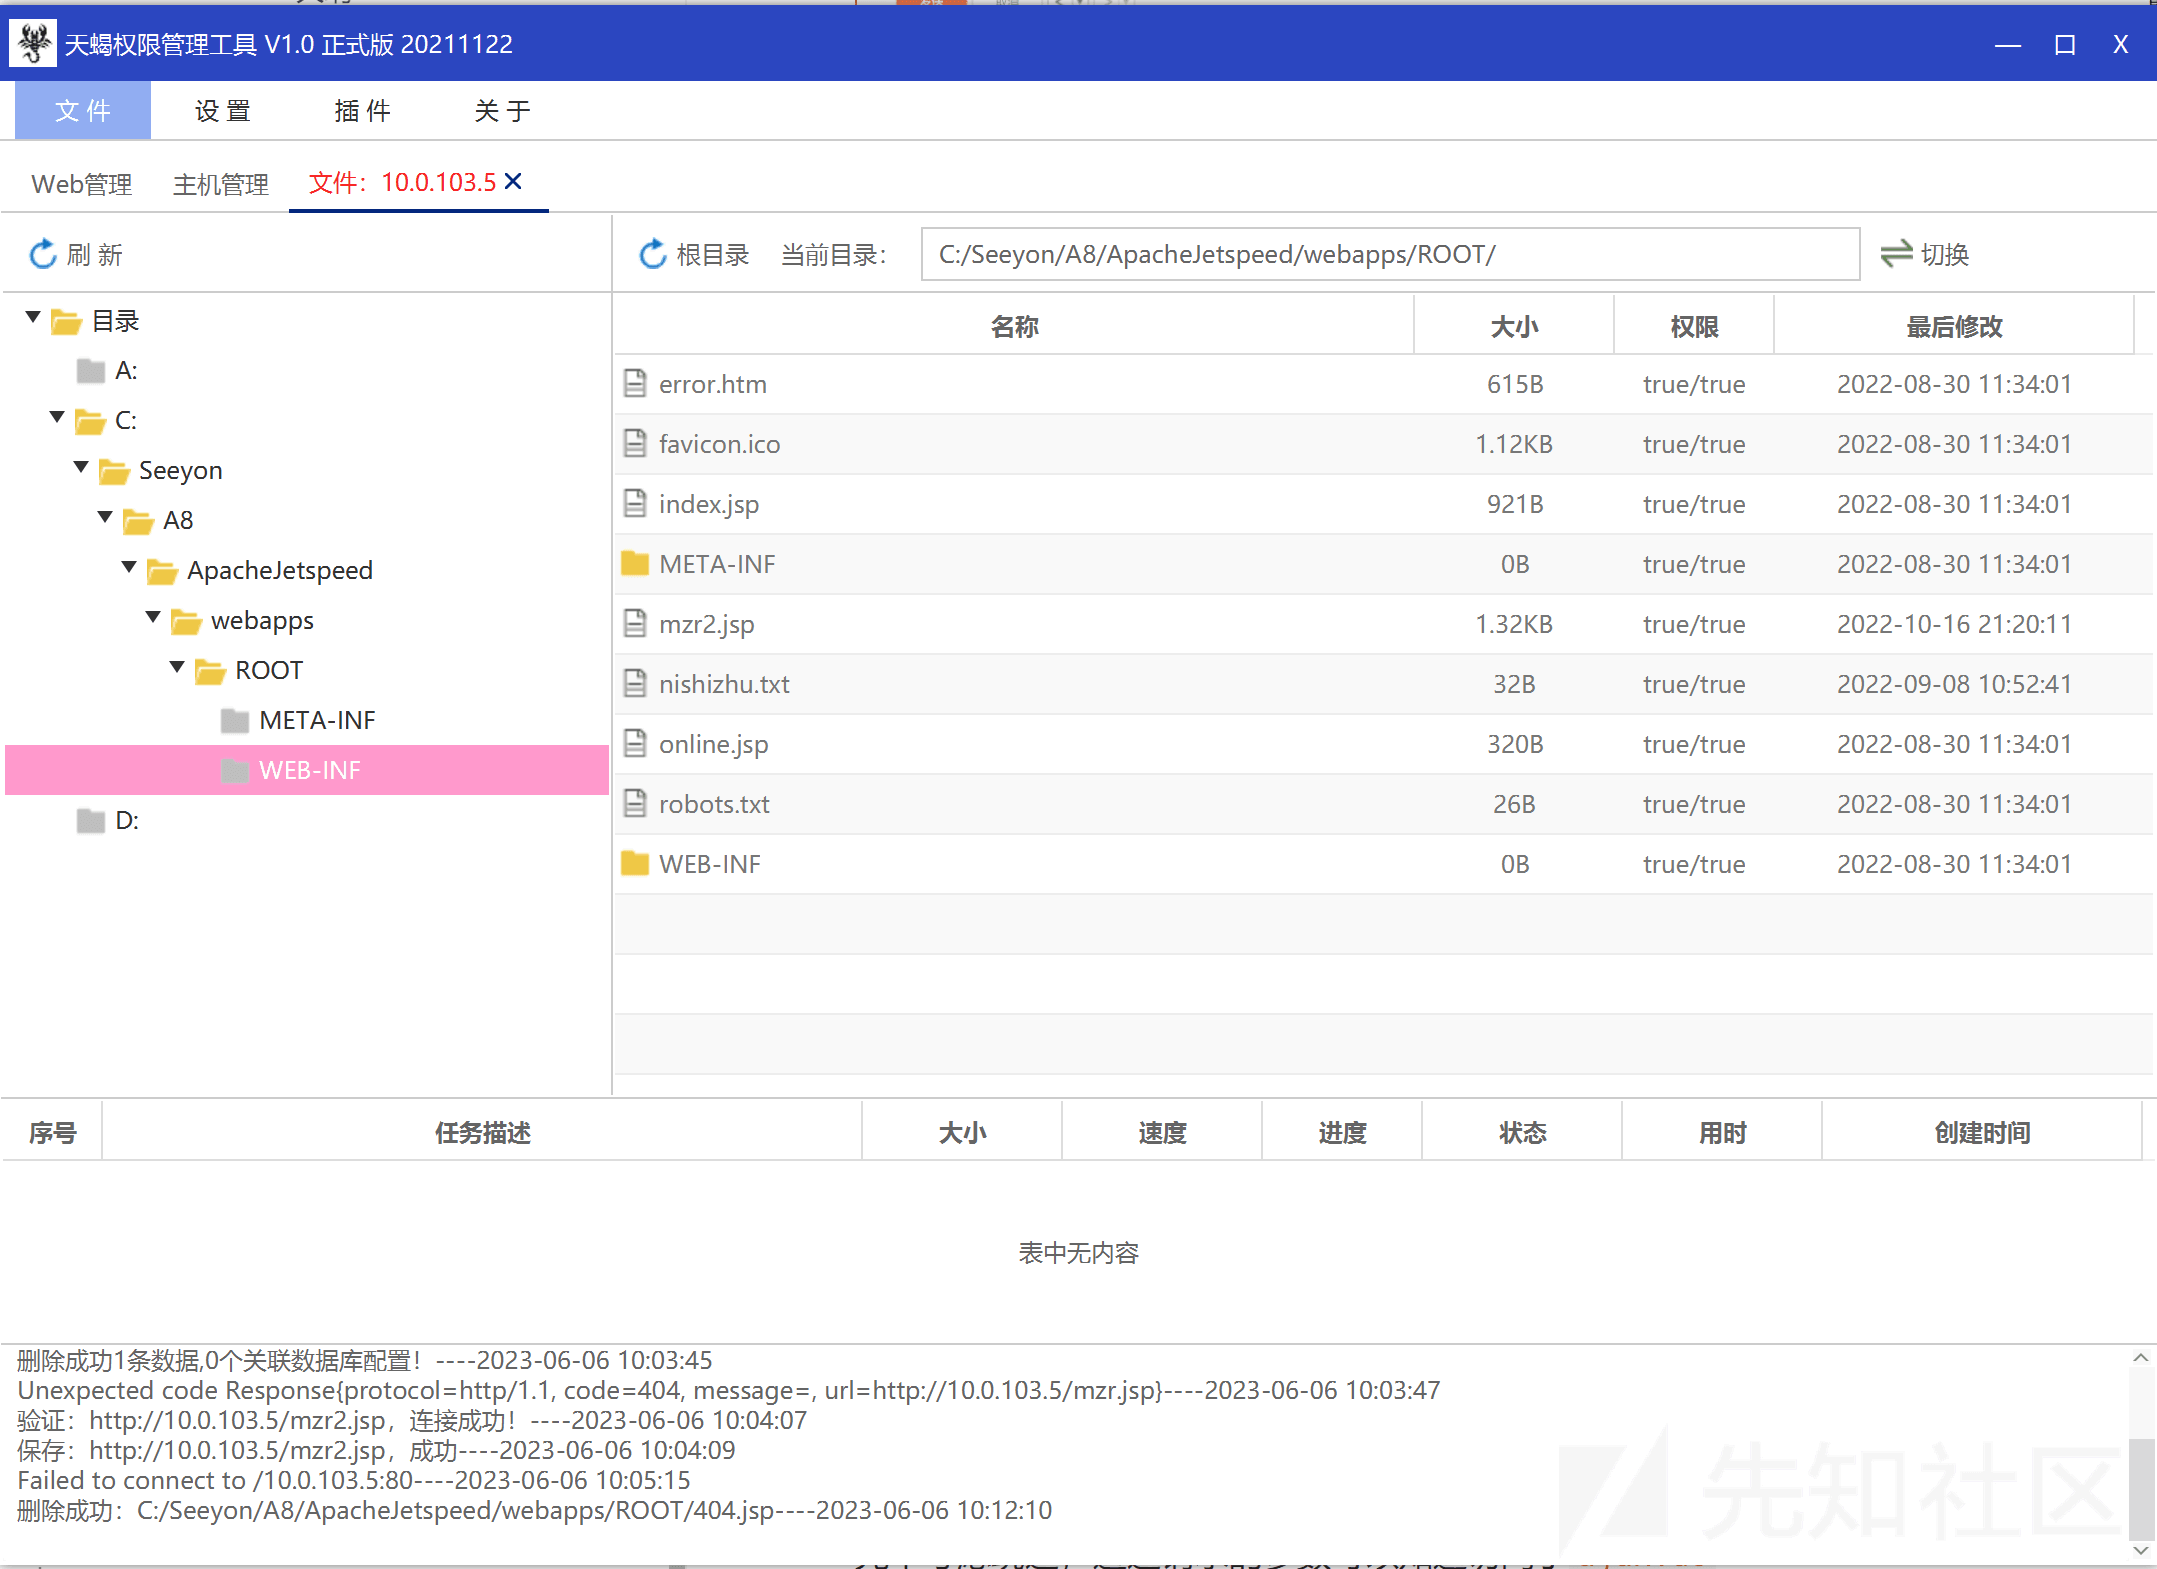 天蝎权限管理工具 V1.0 正式版 20211122
— 口 X
文 件 设 置 插 件 关 于
Web管理 主机管理 文件：10.0.103.5 ✕
刷 新 根目录 当前目录： C:/Seeyon/A8/ApacheJetspeed/webapps/ROOT/ 切换
目录
A:
C:
Seeyon
A8
ApacheJetspeed
webapps
ROOT
META-INF
WEB-INF
D:
名称 大小 权限 最后修改
error.htm 615B true/true 2022-08-30 11:34:01
favicon.ico 1.12KB true/true 2022-08-30 11:34:01
index.jsp 921B true/true 2022-08-30 11:34:01
META-INF 0B true/true 2022-08-30 11:34:01
mzr2.jsp 1.32KB true/true 2022-10-16 21:20:11
nishizhu.txt 32B true/true 2022-09-08 10:52:41
online.jsp 320B true/true 2022-08-30 11:34:01
robots.txt 26B true/true 2022-08-30 11:34:01
WEB-INF 0B true/true 2022-08-30 11:34:01
序号 任务描述 大小 速度 进度 状态 用时 创建时间
表中无内容
删除成功1条数据,0个关联数据库配置！----2023-06-06 10:03:45
Unexpected code Response{protocol=http/1.1, code=404, message=, url=http://10.0.103.5/mzr.jsp}----2023-06-06 10:03:47
验证：http://10.0.103.5/mzr2.jsp，连接成功！----2023-06-06 10:04:07
保存：http://10.0.103.5/mzr2.jsp，成功----2023-06-06 10:04:09
Failed to connect to /10.0.103.5:80----2023-06-06 10:05:15
删除成功：C:/Seeyon/A8/ApacheJetspeed/webapps/ROOT/404.jsp----2023-06-06 10:12:10
先知社区